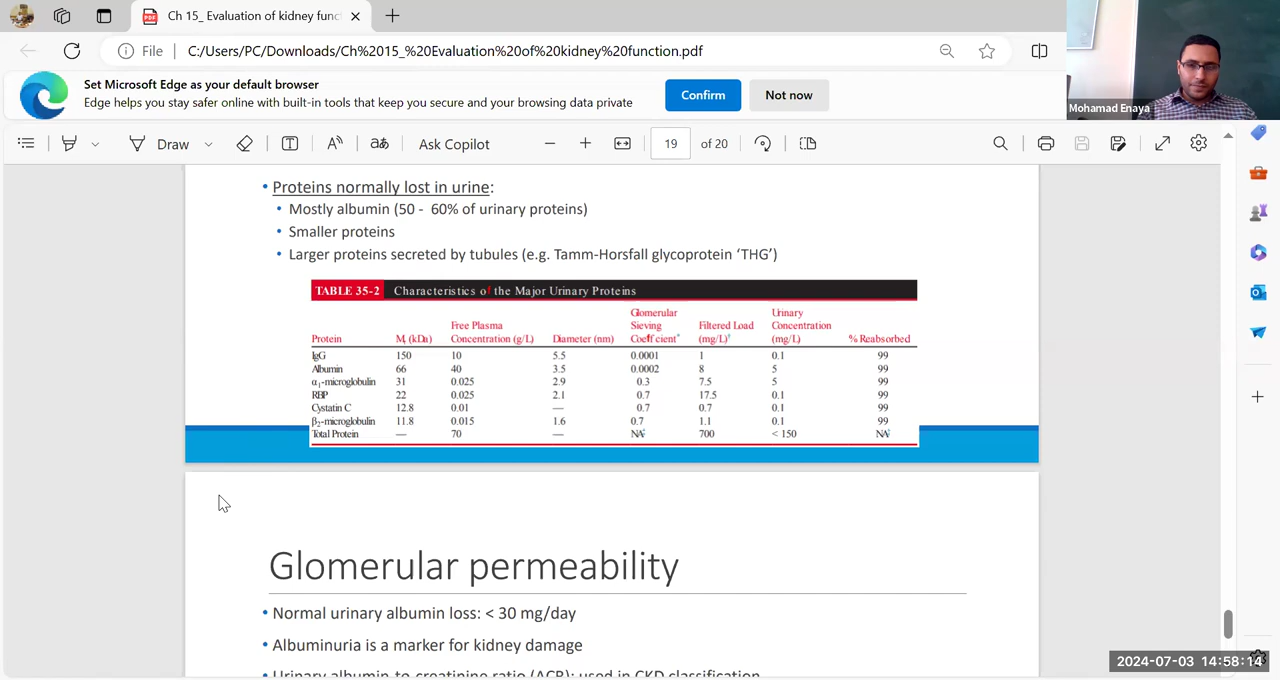 Ch 15_ Evaluation of kidney func
File
C:/Users/PC/Downloads/Ch%2015_%20Evaluation%20of%20kidney%20function.pdf
Set Microsoft Edge as your default browser
Edge helps you stay safer online with built-in tools that keep you secure and your browsing data private
Confirm
Not now
Mohamad Enaya
Draw
Ask Copilot
19 of 20
• Proteins normally lost in urine:
• Mostly albumin (50 - 60% of urinary proteins)
• Smaller proteins
• Larger proteins secreted by tubules (e.g. Tamm-Horsfall glycoprotein ‘THG’)
TABLE 35-2 Characteristics of the Major Urinary Proteins
Protein Mr (kDa) Free Plasma Concentration (g/L) Diameter (nm) Glomerular Sieving Coefficient* Filtered Load (mg/L)† Urinary Concentration (mg/L) % Reabsorbed
IgG 150 10 5.5 0.0001 1 0.1 99
Albumin 66 40 3.5 0.0002 8 5 99
α1-microglobulin 31 0.025 2.9 0.3 7.5 5 99
RBP 22 0.025 2.1 0.7 17.5 0.1 99
Cystatin C 12.8 0.01 — 0.7 0.7 0.1 99
β2-microglobulin 11.8 0.015 1.6 0.7 1.1 0.1 99
Total Protein — 70 — NA‡ 700 < 150 NA‡
Glomerular permeability
• Normal urinary albumin loss: < 30 mg/day
• Albuminuria is a marker for kidney damage
• Urinary albumin-to-creatinine ratio (ACR): used in CKD classification
2024-07-03 14:58:14